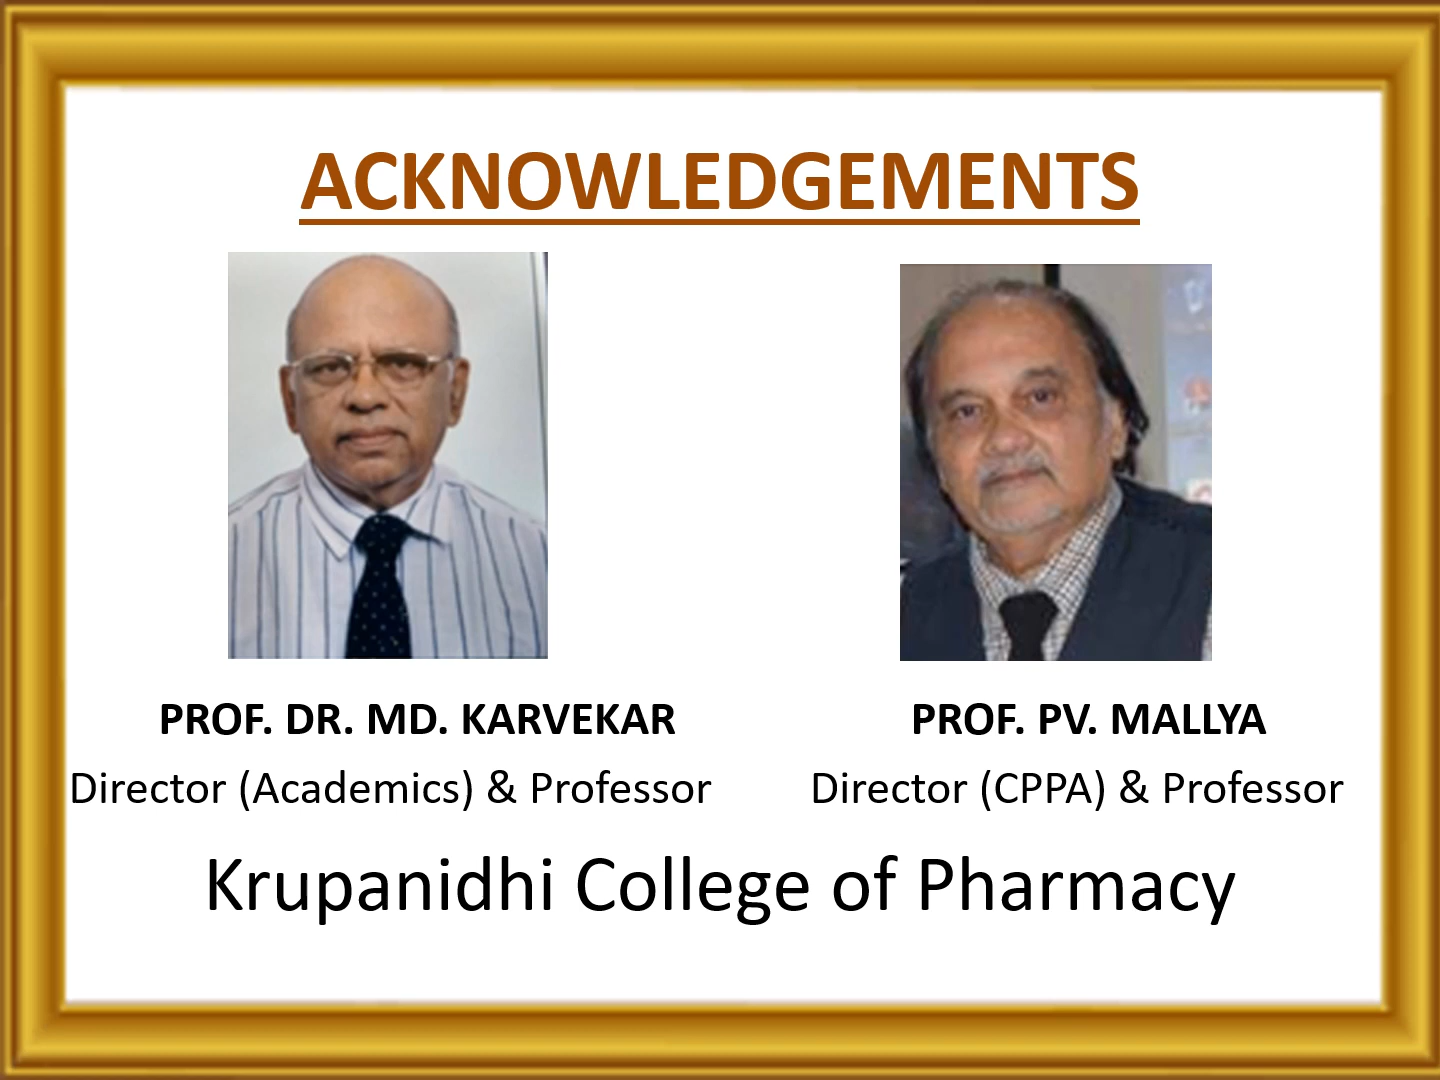 ACKNOWLEDGEMENTS
PROF. DR. MD. KARVEKAR
PROF. PV. MALLYA
Director (Academics) & Professor
Director (CPPA) & Professor
Krupanidhi College of Pharmacy